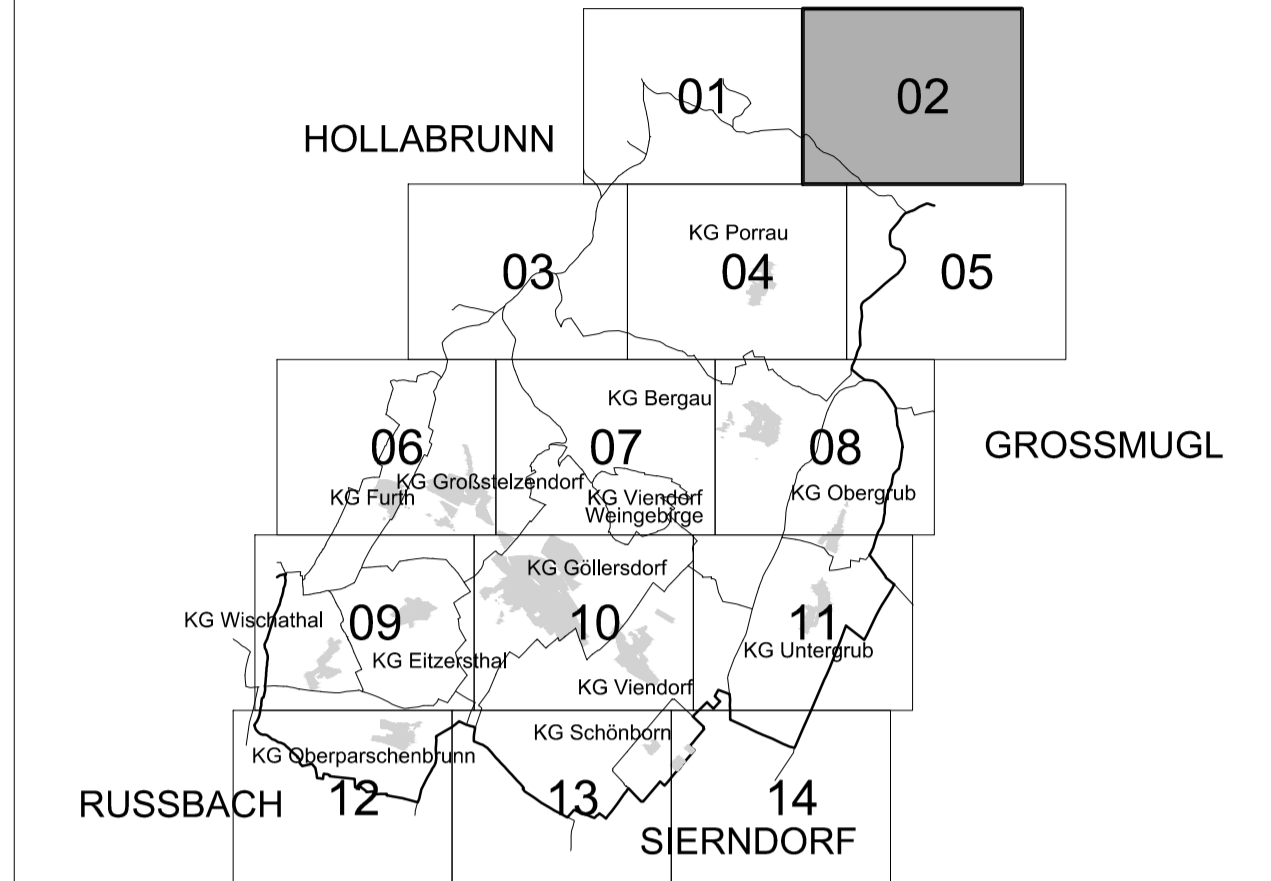 01
02
HOLLABRUNN
KG Porrau
03
04
05
KG Bergau
06
07
08
GROSSMUGL
KG Großstelzendorf
KG Furth
KG Viendorf
Weingebirge
KG Obergrub
KG Göllersdorf
KG Wischathal
09
10
11
KG Eitzersthal
KG Untergrub
KG Viendorf
KG Schönborn
KG Oberparschenbrunn
RUSSBACH
12
13
14
SIERNDORF